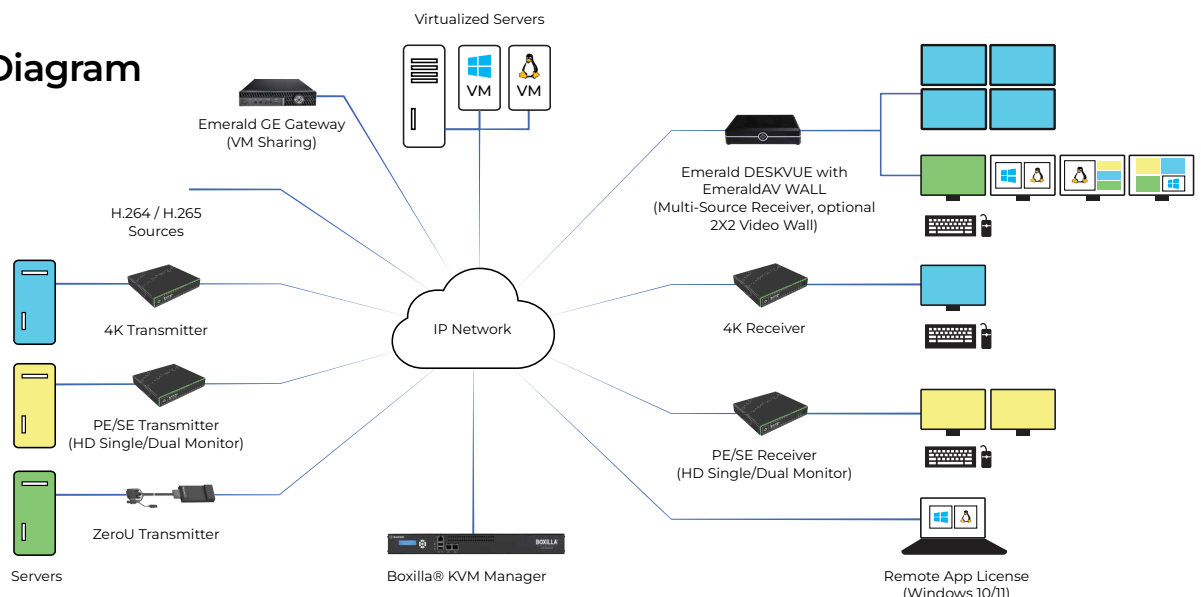 Diagram
Virtualized Servers
VM
VM
Emerald GE Gateway
(VM Sharing)
H.264 / H.265
Sources
Emerald DESKVUE with
EmeraldAV WALL
(Multi-Source Receiver, optional
2X2 Video Wall)
IP Network
4K Transmitter
4K Receiver
PE/SE Transmitter
(HD Single/Dual Monitor)
PE/SE Receiver
(HD Single/Dual Monitor)
ZeroU Transmitter
BOXILLA
Servers
Boxilla® KVM Manager
Remote App License
(Windows 10/11)